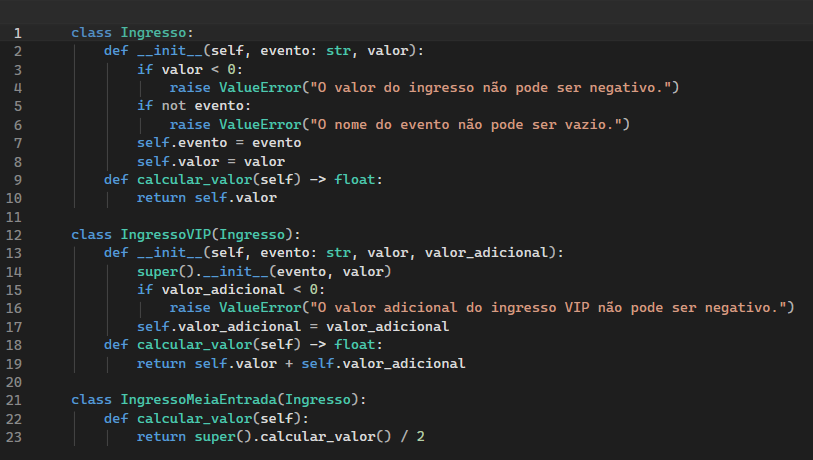 1 class Ingresso:
2     def __init__(self, evento: str, valor):
3         if valor < 0:
4             raise ValueError("O valor do ingresso não pode ser negativo.")
5         if not evento:
6             raise ValueError("O nome do evento não pode ser vazio.")
7         self.evento = evento
8         self.valor = valor
9     def calcular_valor(self) -> float:
10         return self.valor
11
12 class IngressoVIP(Ingresso):
13     def __init__(self, evento: str, valor, valor_adicional):
14         super().__init__(evento, valor)
15         if valor_adicional < 0:
16             raise ValueError("O valor adicional do ingresso VIP não pode ser negativo.")
17         self.valor_adicional = valor_adicional
18     def calcular_valor(self) -> float:
19         return self.valor + self.valor_adicional
20
21 class IngressoMeiaEntrada(Ingresso):
22     def calcular_valor(self):
23         return super().calcular_valor() / 2